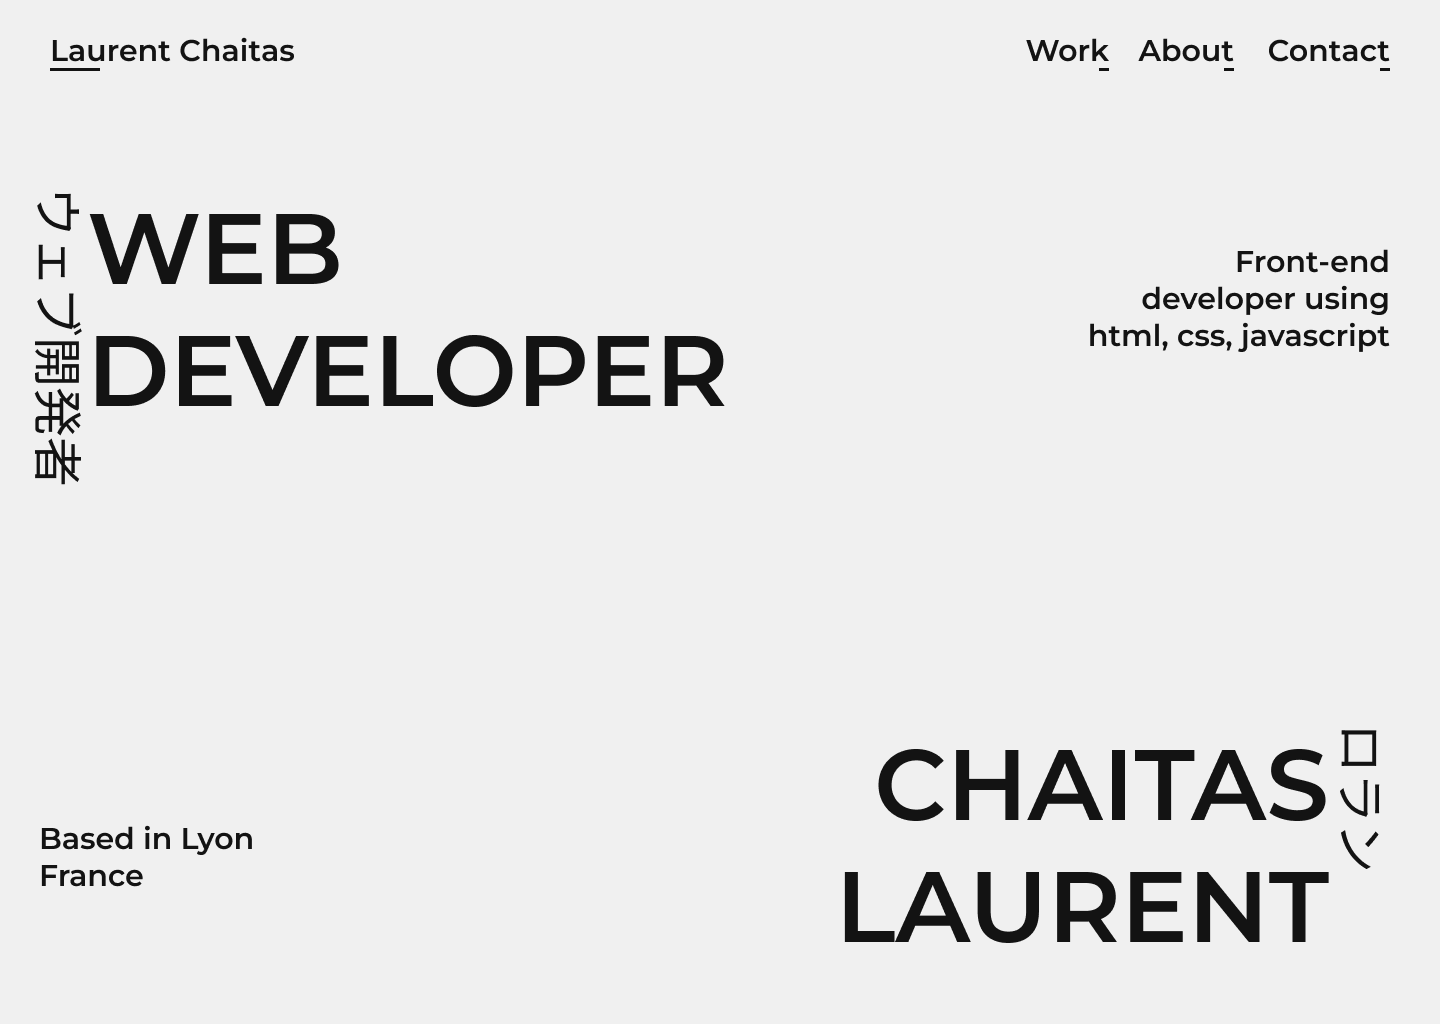 Laurent Chaitas
Work About Contact
ウェブ開発者
WEB
DEVELOPER
Front-end
developer using
html, css, javascript
CHAITAS
LAURENT
ロラン
Based in Lyon
France